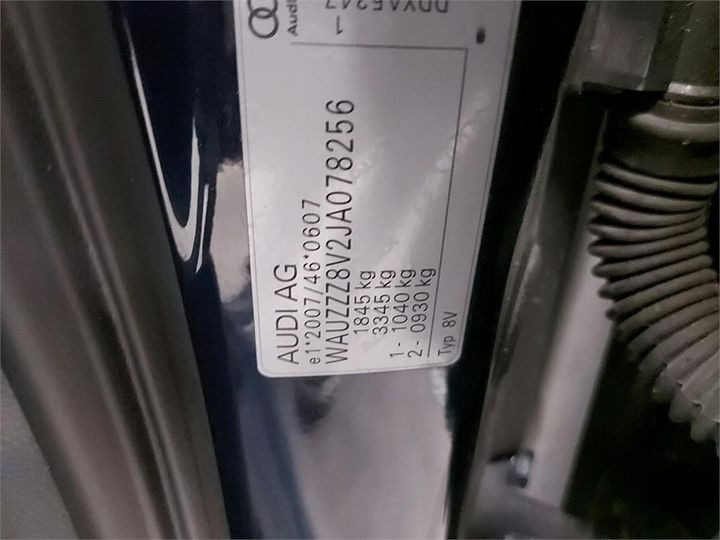 AUDI AG
e1*2007/46*0607
WAUZZZ8V2JA078256
1845 kg
3345 kg
1- 1040 kg
2- 0930 kg
Typ 8V
Audi